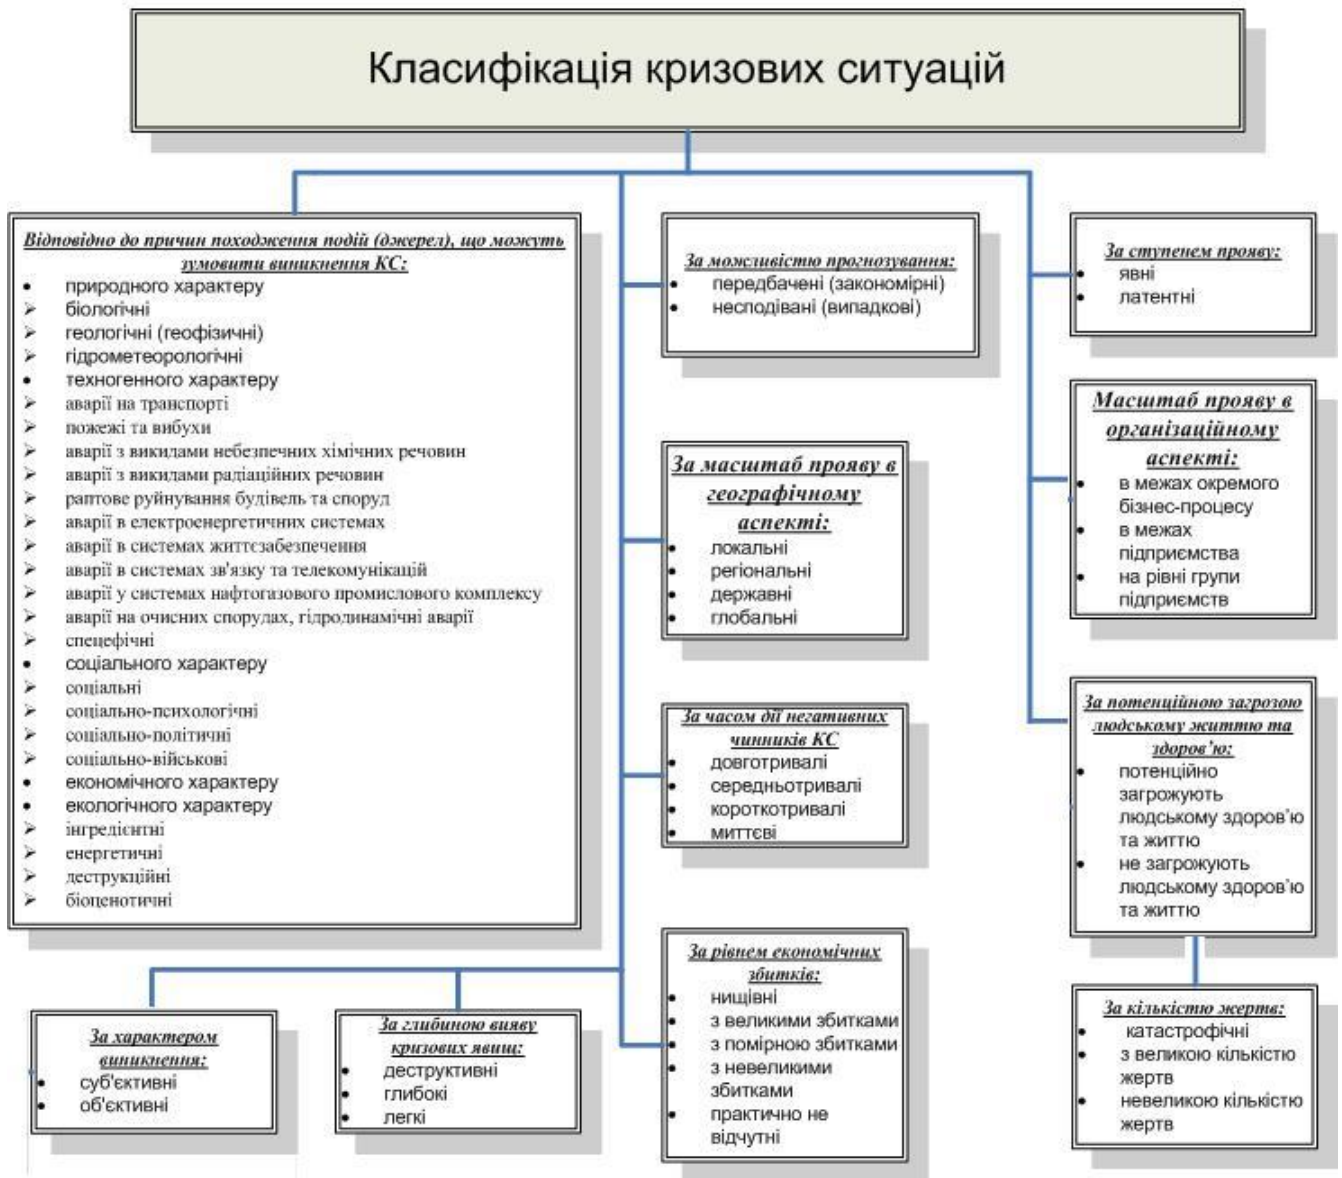 Класифікація кризових ситуацій
Відповідно до причин походження подій (джерел), що можуть
зумовити виникнення КС:
• природного характеру
➢ біологічні
➢ геологічні (геофізичні)
➢ гідрометеорологічні
• техногенного характеру
➢ аварії на транспорті
➢ пожежі та вибухи
➢ аварії з викидами небезпечних хімічних речовин
➢ аварії з викидами радіаційних речовин
➢ раптове руйнування будівель та споруд
➢ аварії в електроенергетичних системах
➢ аварії в системах життєзабезпечення
➢ аварії в системах зв'язку та телекомунікацій
➢ аварії у системах нафтогазового промислового комплексу
➢ аварії на очисних спорудах, гідродинамічні аварії
➢ спецефічні
• соціального характеру
➢ соціальні
➢ соціально-психологічні
➢ соціально-політичні
➢ соціально-військові
• економічного характеру
• екологічного характеру
➢ інгредієнтні
➢ енергетичні
➢ деструкційні
➢ біоценотичні
За характером
виникнення:
• суб'єктивні
• об'єктивні
За глибиною вияву
кризових явищ:
• деструктивні
• глибокі
• легкі
За можливістю прогнозування:
• передбачені (закономірні)
• несподівані (випадкові)
За масштаб прояву в
географічному
аспекті:
• локальні
• регіональні
• державні
• глобальні
За часом дії негативних
чинників КС
• довготривалі
• середньотривалі
• короткотривалі
• миттєві
За рівнем економічних
збитків:
• нищівні
• з великими збитками
• з помірною збитками
• з невеликими
збитками
• практично не
відчутні
За ступенем прояву:
• явні
• латентні
Масштаб прояву в
організаційному
аспекті:
• в межах окремого
бізнес-процесу
• в межах
підприємства
• на рівні групи
підприємств
За потенційною загрозою
людському життю та
здоров’ю:
• потенційно
загрожують
людському здоров’ю
та життю
• не загрожують
людському здоров’ю
та життю
За кількістю жертв:
• катастрофічні
• з великою кількістю
жертв
• невеликою кількістю
жертв